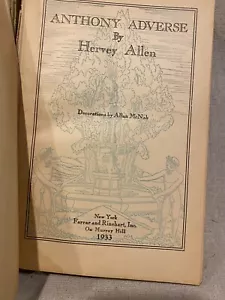 ANTHONY ADVERSE
By
Hervey Allen
Decorations by Allan McNab
New York
Farrar and Rinehart, Inc.
On Murray Hill
1933